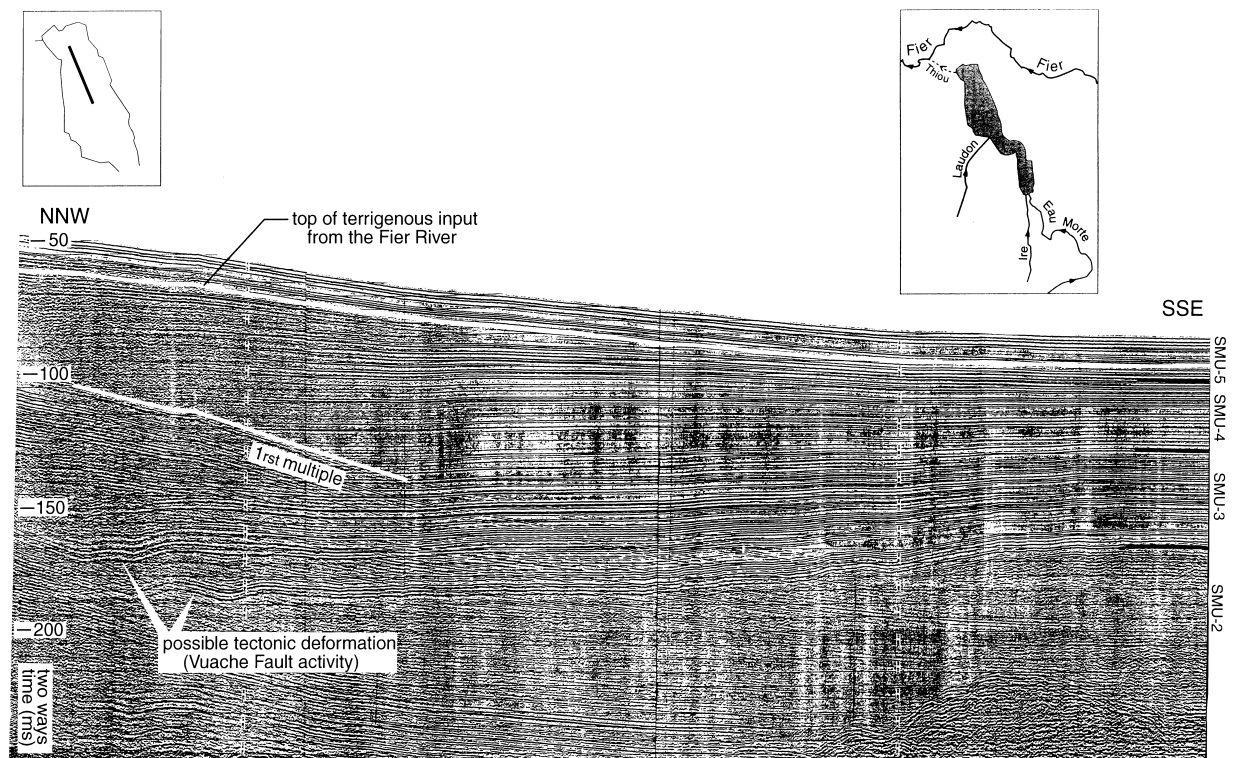 Fier
Fier
Thiou
Laudon
Eau
Morte
Ire
NNW
top of terrigenous input
from the Fier River
SSE
—50
—100
—150
—200
1rst multiple
possible tectonic deformation
(Vuache Fault activity)
two ways
time (ms)
SMU-5
SMU-4
SMU-3
SMU-2